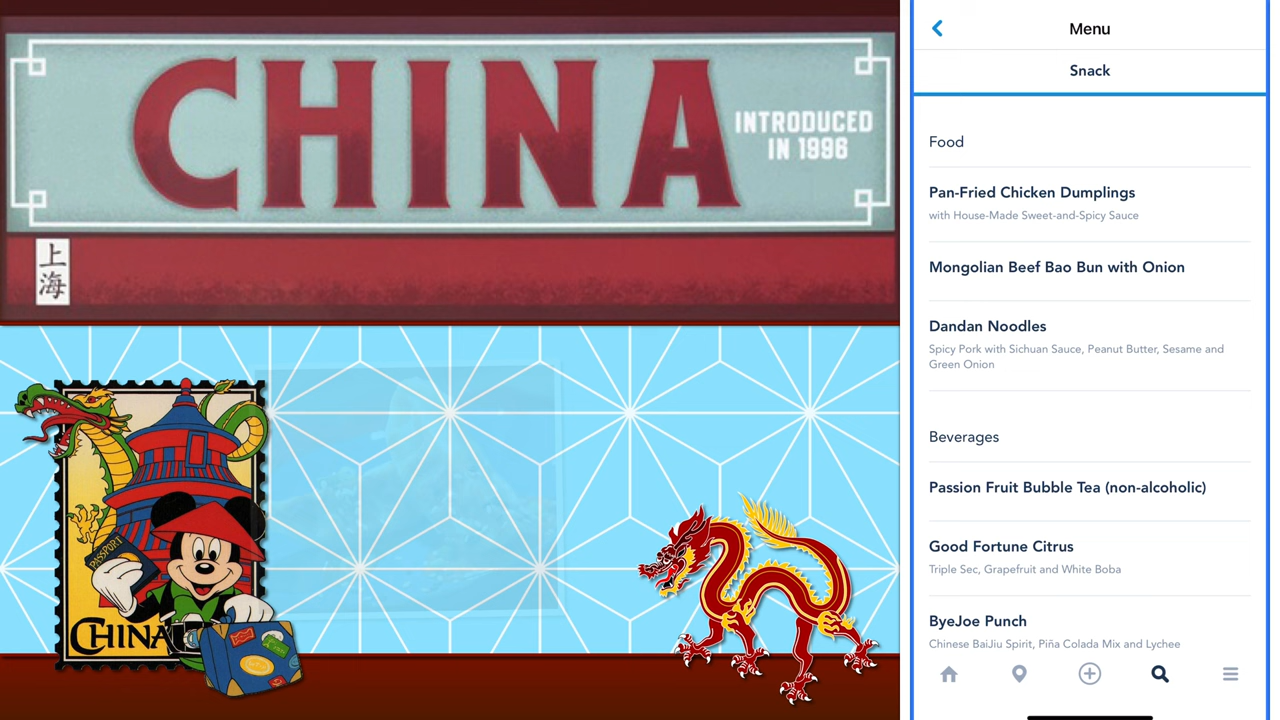 CHINA
INTRODUCED
IN 1996
上
海
PASSPORT
CHINA
Menu
Snack
Food
Pan-Fried Chicken Dumplings
with House-Made Sweet-and-Spicy Sauce
Mongolian Beef Bao Bun with Onion
Dandan Noodles
Spicy Pork with Sichuan Sauce, Peanut Butter, Sesame and
Green Onion
Beverages
Passion Fruit Bubble Tea (non-alcoholic)
Good Fortune Citrus
Triple Sec, Grapefruit and White Boba
ByeJoe Punch
Chinese BaiJiu Spirit, Piña Colada Mix and Lychee